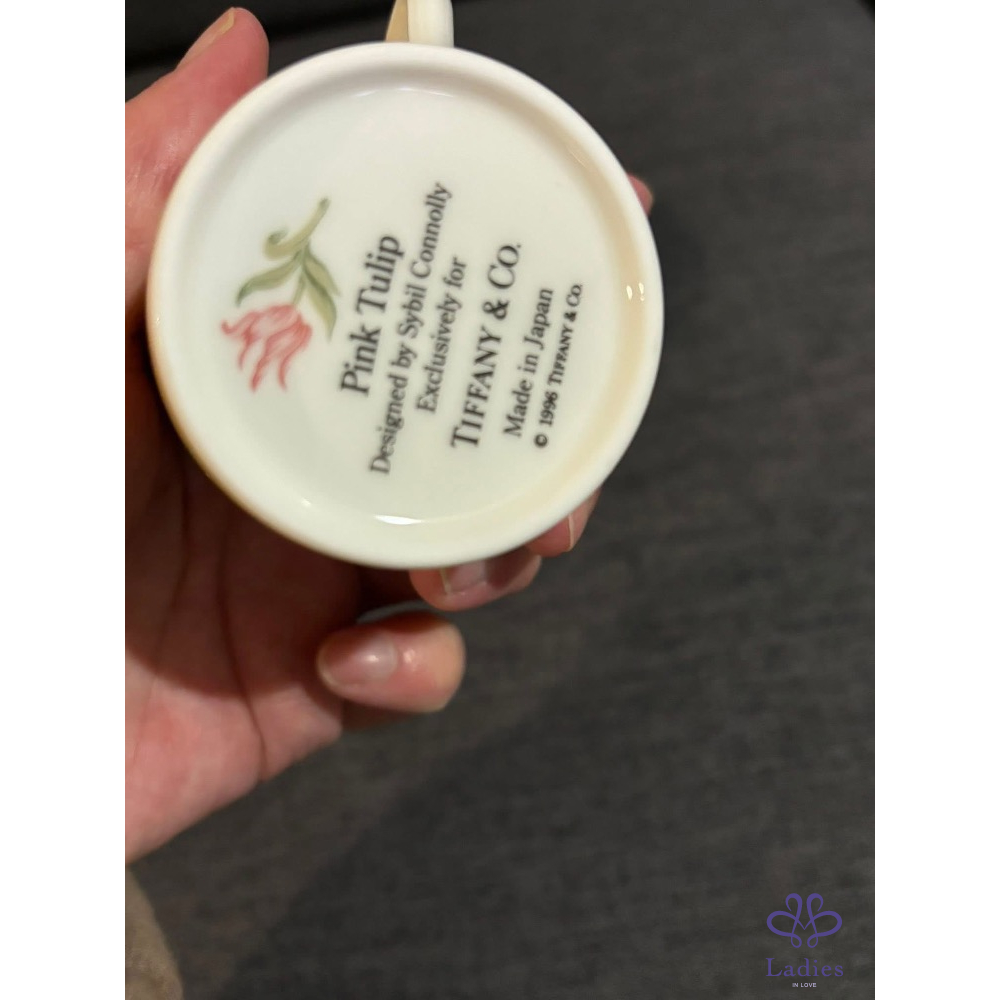 Pink Tulip
Designed by Sybil Connolly
Exclusively for
TIFFANY & CO.
Made in Japan
© 1996 TIFFANY & CO.
Ladies
IN LOVE